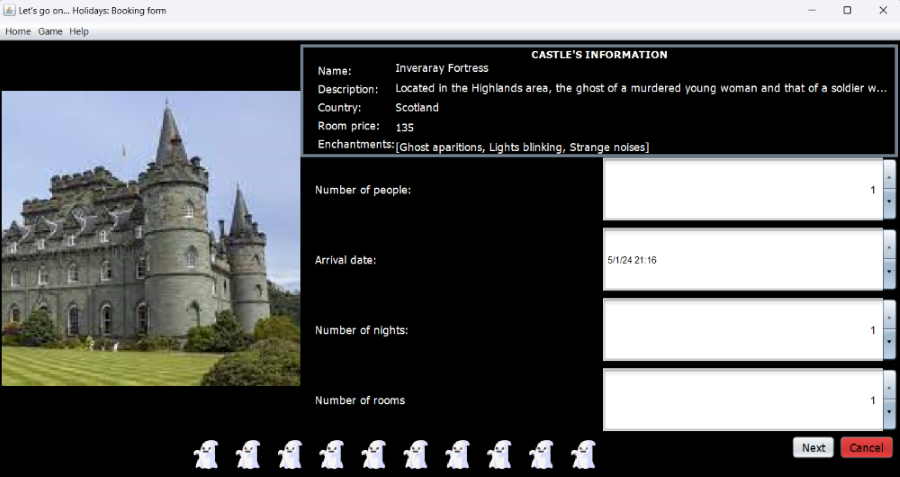 Let's go on... Holidays: Booking form
Home Game Help
CASTLE'S INFORMATION
Name: Inveraray Fortress
Description: Located in the Highlands area, the ghost of a murdered young woman and that of a soldier w...
Country: Scotland
Room price: 135
Enchantments: [Ghost aparitions, Lights blinking, Strange noises]
Number of people: 1
Arrival date: 5/1/24 21:16
Number of nights: 1
Number of rooms 1
Next Cancel